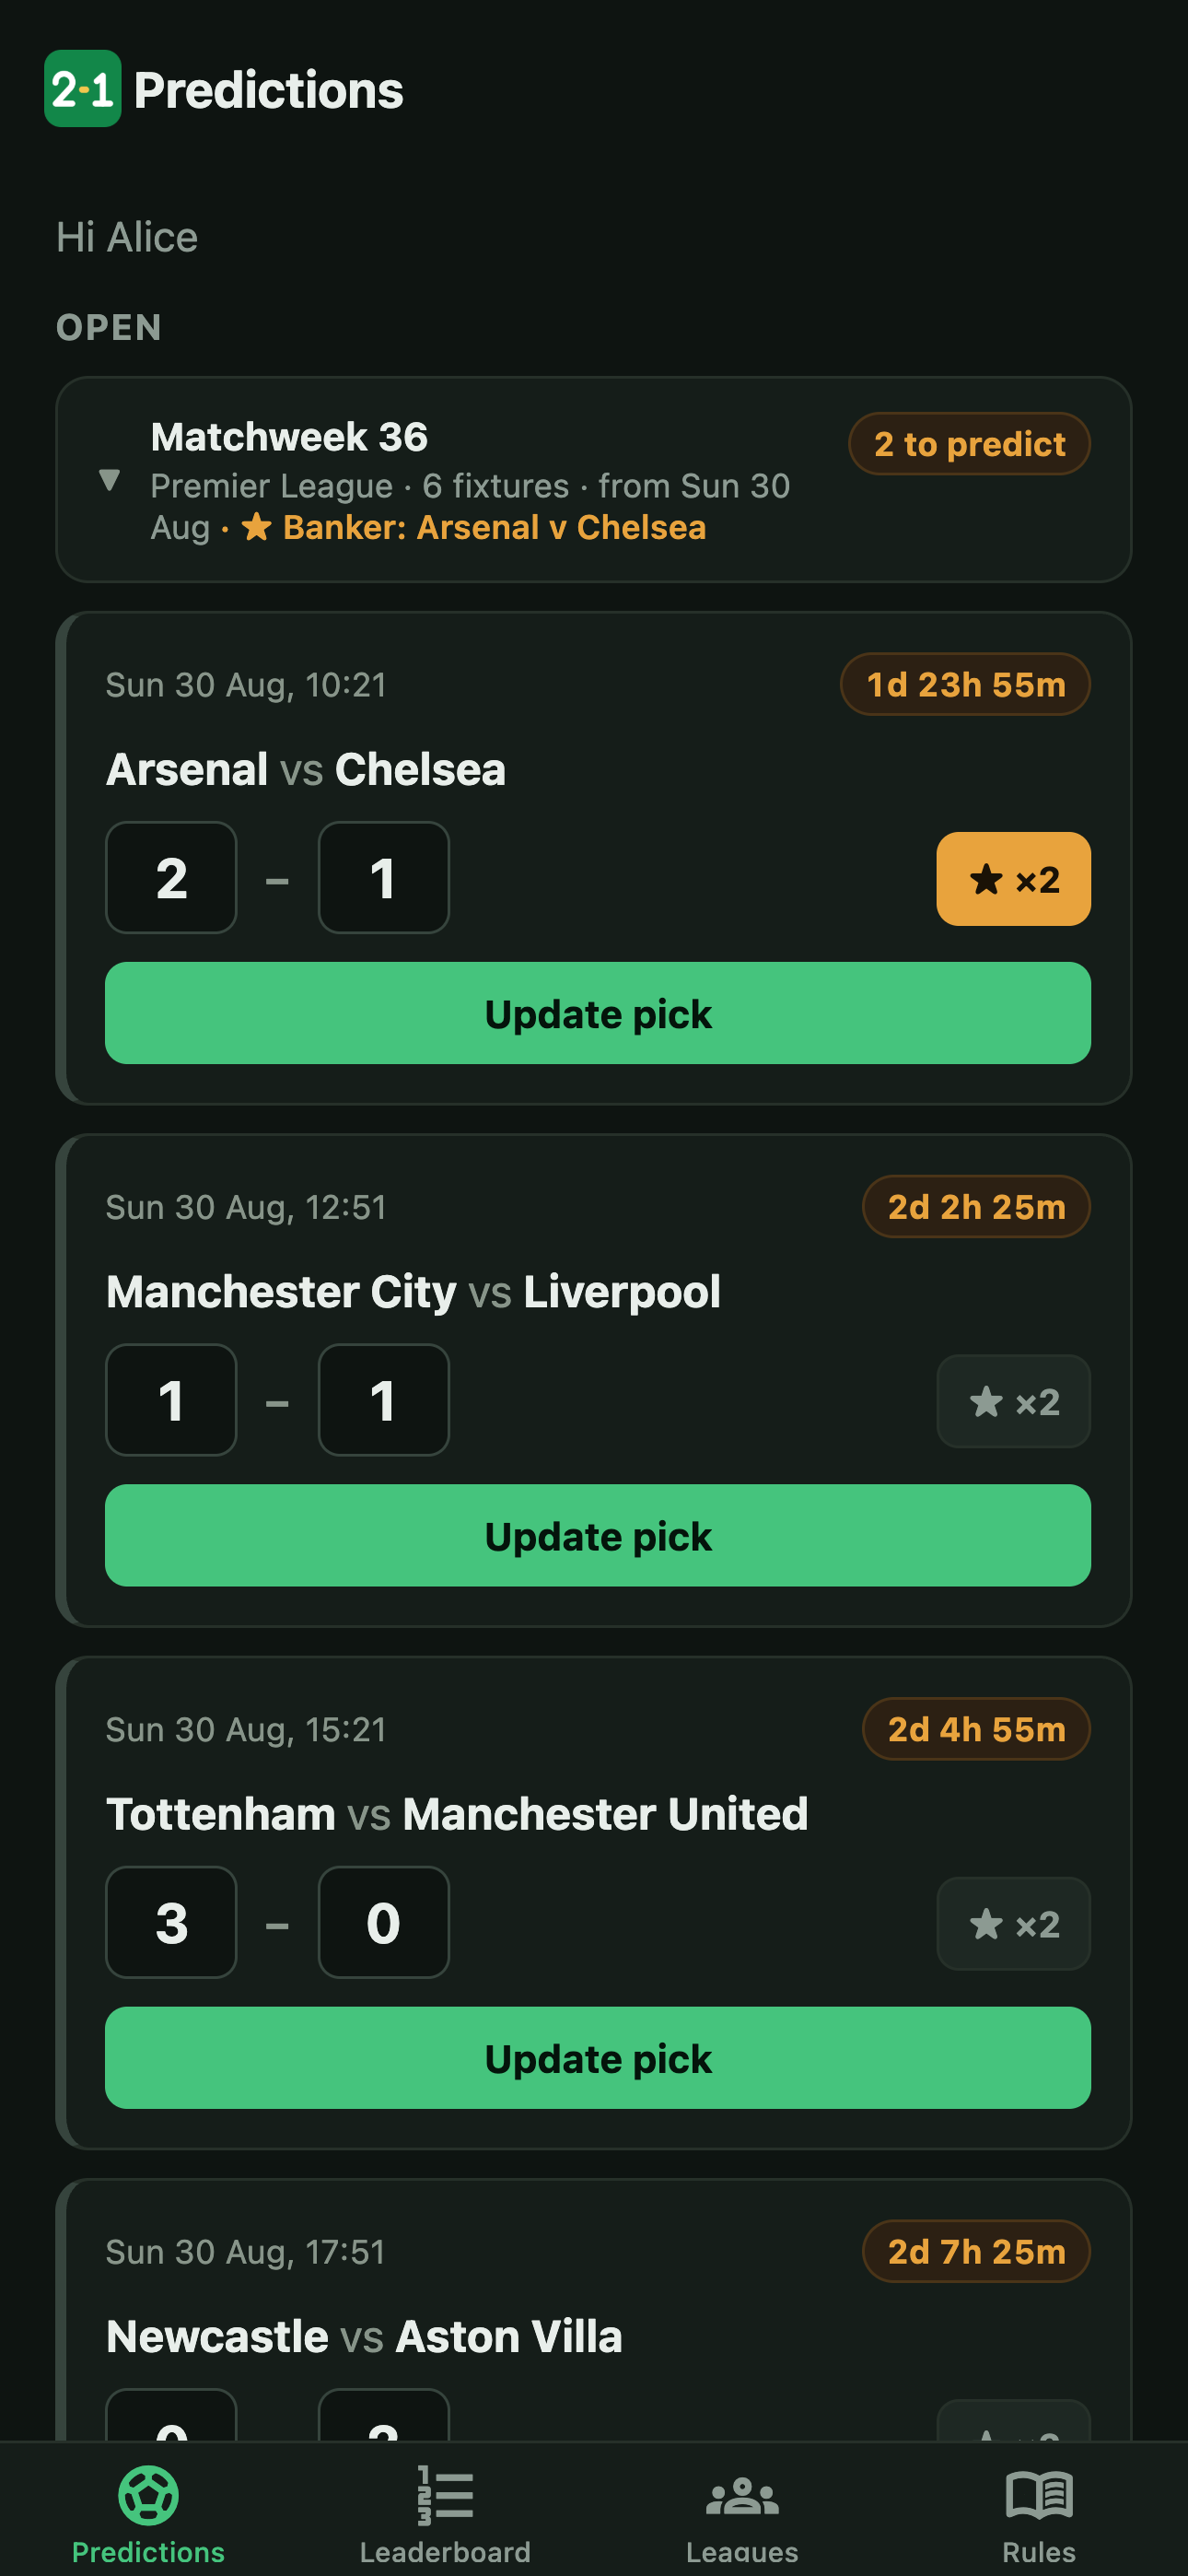 2-1 Predictions
Hi Alice
OPEN
Matchweek 36
2 to predict
▼
Premier League · 6 fixtures · from Sun 30
Aug · ★ Banker: Arsenal v Chelsea
Sun 30 Aug, 10:21
1d 23h 55m
Arsenal vs Chelsea
2 – 1
★ ×2
Update pick
Sun 30 Aug, 12:51
2d 2h 25m
Manchester City vs Liverpool
1 – 1
★ ×2
Update pick
Sun 30 Aug, 15:21
2d 4h 55m
Tottenham vs Manchester United
3 – 0
★ ×2
Update pick
Sun 30 Aug, 17:51
2d 7h 25m
Newcastle vs Aston Villa
1
2
3
Predictions
Leaderboard
Leagues
Rules